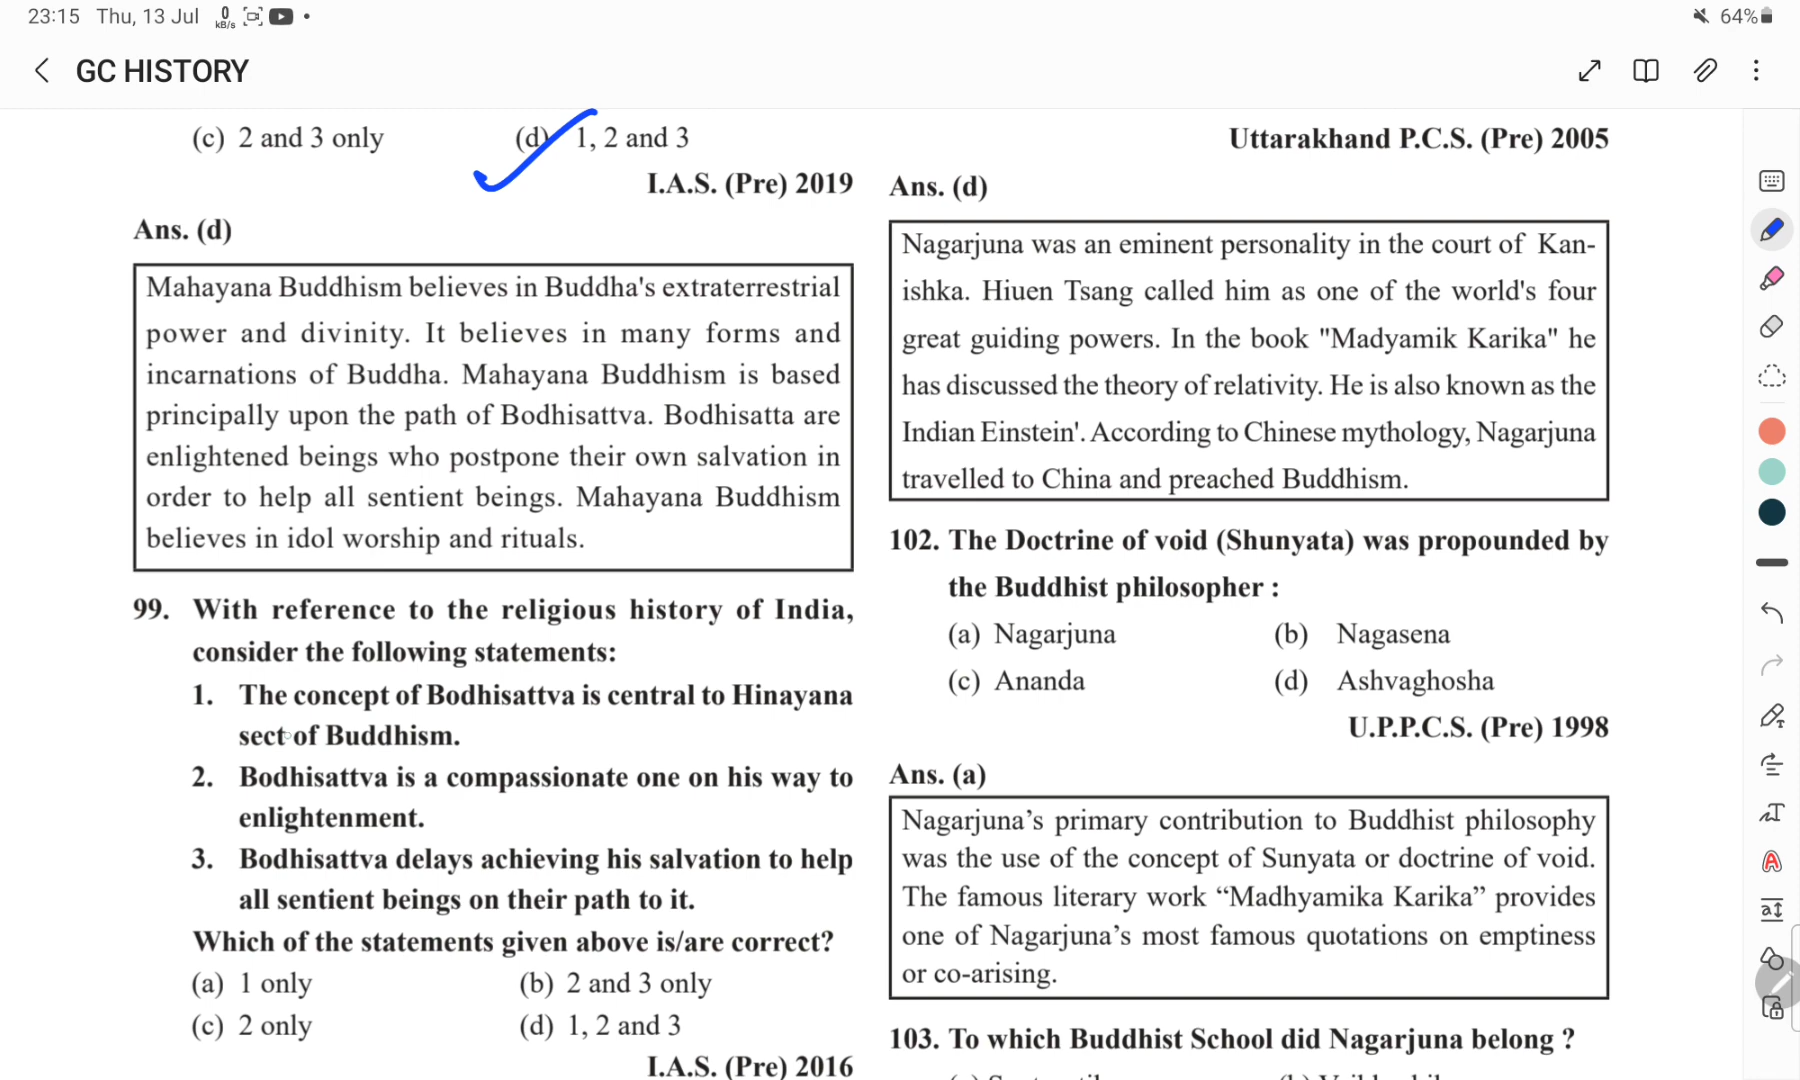 23:15 Thu, 13 Jul 0 kB/s 64%
GC HISTORY
(c) 2 and 3 only (d) 1, 2 and 3
I.A.S. (Pre) 2019
Ans. (d)
Mahayana Buddhism believes in Buddha's extraterrestrial
power and divinity. It believes in many forms and
incarnations of Buddha. Mahayana Buddhism is based
principally upon the path of Bodhisattva. Bodhisatta are
enlightened beings who postpone their own salvation in
order to help all sentient beings. Mahayana Buddhism
believes in idol worship and rituals.
99. With reference to the religious history of India,
consider the following statements:
1. The concept of Bodhisattva is central to Hinayana
sect of Buddhism.
2. Bodhisattva is a compassionate one on his way to
enlightenment.
3. Bodhisattva delays achieving his salvation to help
all sentient beings on their path to it.
Which of the statements given above is/are correct?
(a) 1 only (b) 2 and 3 only
(c) 2 only (d) 1, 2 and 3
I.A.S. (Pre) 2016
Uttarakhand P.C.S. (Pre) 2005
Ans. (d)
Nagarjuna was an eminent personality in the court of Kan-
ishka. Hiuen Tsang called him as one of the world's four
great guiding powers. In the book "Madyamik Karika" he
has discussed the theory of relativity. He is also known as the
Indian Einstein'. According to Chinese mythology, Nagarjuna
travelled to China and preached Buddhism.
102. The Doctrine of void (Shunyata) was propounded by
the Buddhist philosopher :
(a) Nagarjuna (b) Nagasena
(c) Ananda (d) Ashvaghosha
U.P.P.C.S. (Pre) 1998
Ans. (a)
Nagarjuna’s primary contribution to Buddhist philosophy
was the use of the concept of Sunyata or doctrine of void.
The famous literary work “Madhyamika Karika” provides
one of Nagarjuna’s most famous quotations on emptiness
or co-arising.
103. To which Buddhist School did Nagarjuna belong ?